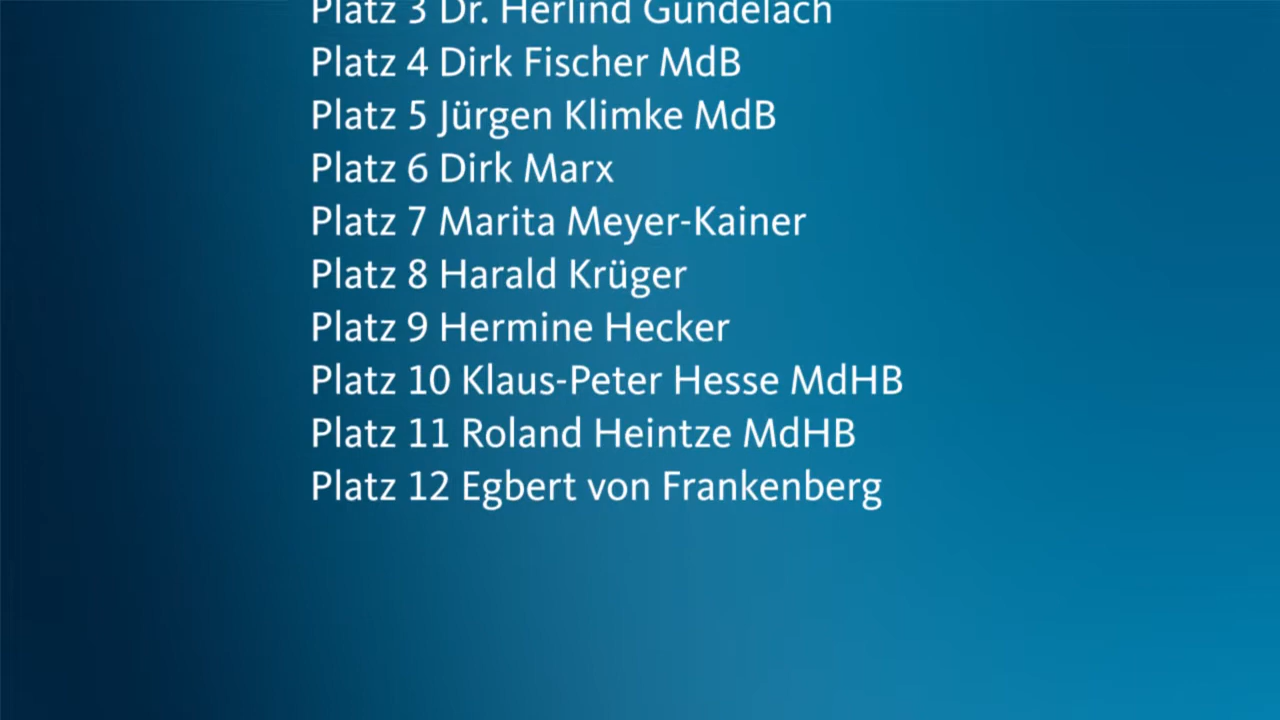 Platz 3 Dr. Herlind Gundelach
Platz 4 Dirk Fischer MdB
Platz 5 Jürgen Klimke MdB
Platz 6 Dirk Marx
Platz 7 Marita Meyer-Kainer
Platz 8 Harald Krüger
Platz 9 Hermine Hecker
Platz 10 Klaus-Peter Hesse MdHB
Platz 11 Roland Heintze MdHB
Platz 12 Egbert von Frankenberg